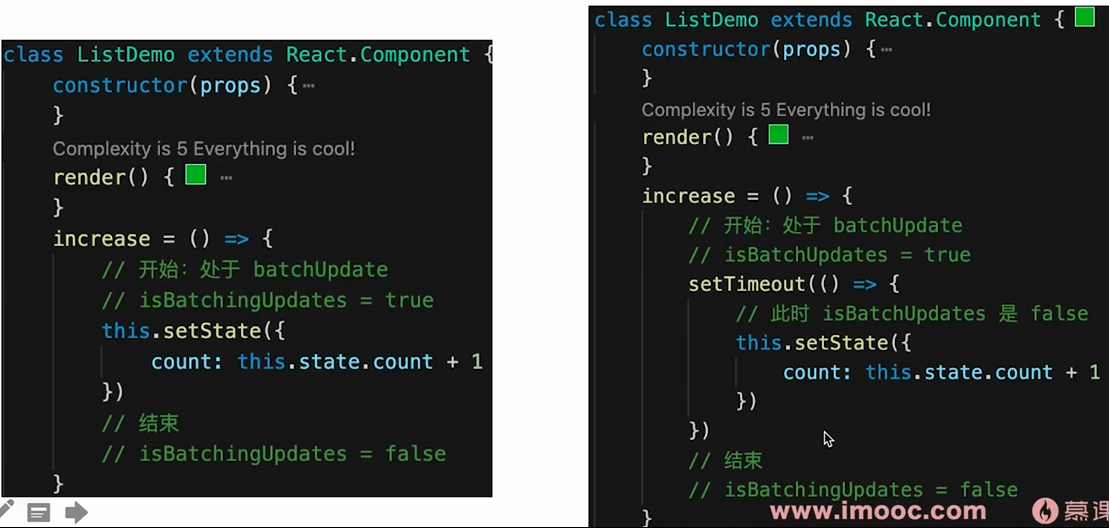 class ListDemo extends React.Component {
constructor(props) {⋯
}
Complexity is 5 Everything is cool!
render() { ⋯
}
increase = () => {
// 开始：处于 batchUpdate
// isBatchingUpdates = true
this.setState({
count: this.state.count + 1
})
// 结束
// isBatchingUpdates = false
}
class ListDemo extends React.Component {
constructor(props) {⋯
}
Complexity is 5 Everything is cool!
render() { ⋯
}
increase = () => {
// 开始：处于 batchUpdate
// isBatchUpdates = true
setTimeout(() => {
// 此时 isBatchUpdates 是 false
this.setState({
count: this.state.count + 1
})
})
// 结束
// isBatchingUpdates = false
}
www.imooc.com
慕课